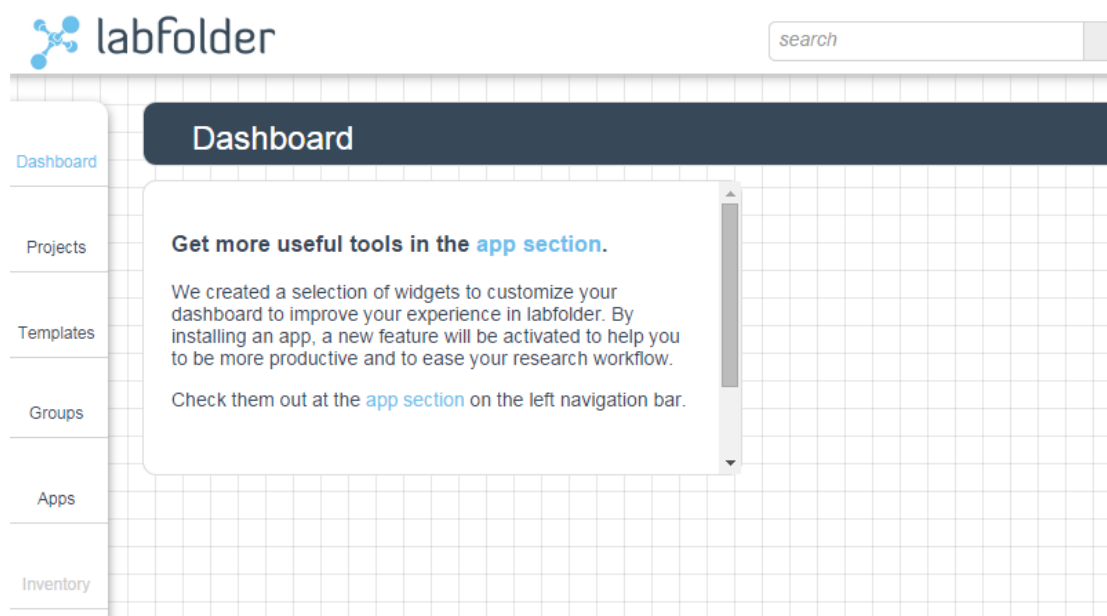 labfolder
search
Dashboard
Dashboard
Projects
Templates
Groups
Apps
Inventory
Get more useful tools in the app section.
We created a selection of widgets to customize your
dashboard to improve your experience in labfolder. By
installing an app, a new feature will be activated to help you
to be more productive and to ease your research workflow.
Check them out at the app section on the left navigation bar.